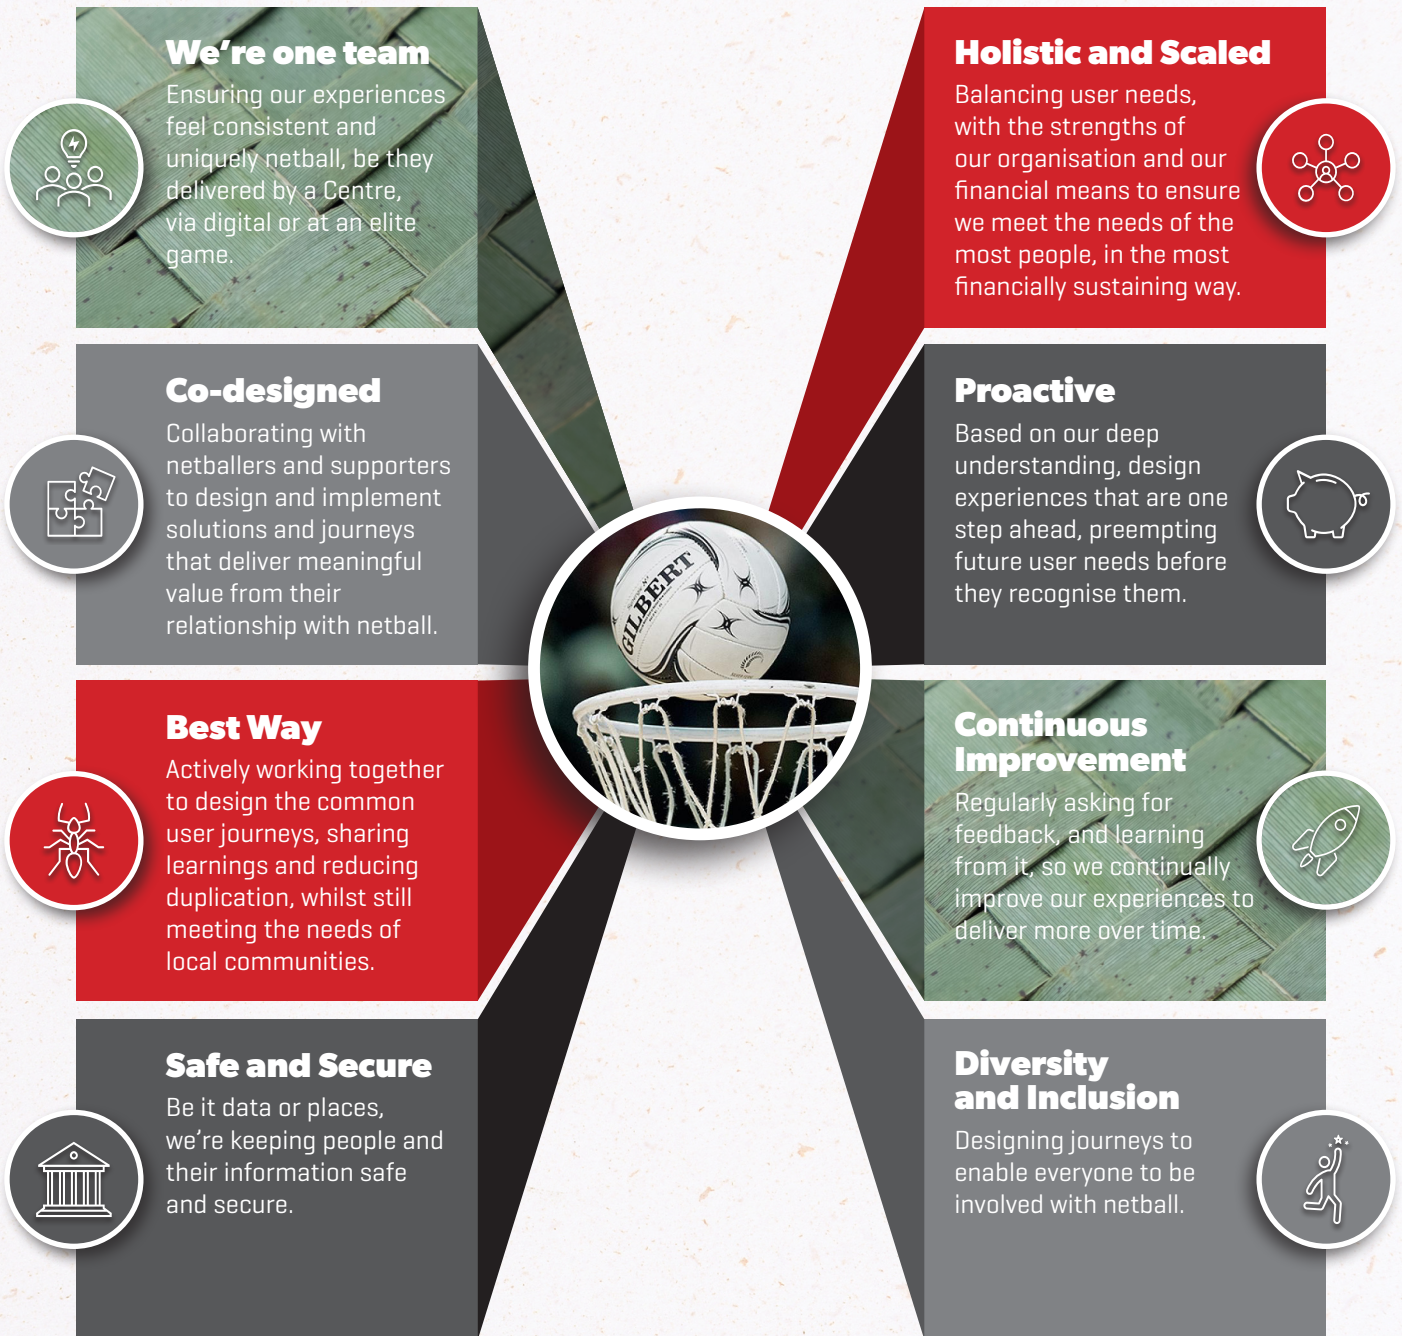 We're one team
Ensuring our experiences
feel consistent and
uniquely netball, be they
delivered by a Centre,
via digital or at an elite
game.
Co-designed
Collaborating with
netballers and supporters
to design and implement
solutions and journeys
that deliver meaningful
value from their
relationship with netball.
Best Way
Actively working together
to design the common
user journeys, sharing
learnings and reducing
duplication, whilst still
meeting the needs of
local communities.
Safe and Secure
Be it data or places,
we're keeping people and
their information safe
and secure.
GILBERT
Holistic and Scaled
Balancing user needs,
with the strengths of
our organisation and our
financial means to ensure
we meet the needs of the
most people, in the most
financially sustaining way.
Proactive
Based on our deep
understanding, design
experiences that are one
step ahead, preempting
future user needs before
they recognise them.
Continuous
Improvement
Regularly asking for
feedback, and learning
from it, so we continually
improve our experiences to
deliver more over time.
Diversity
and Inclusion
Designing journeys to
enable everyone to be
involved with netball.